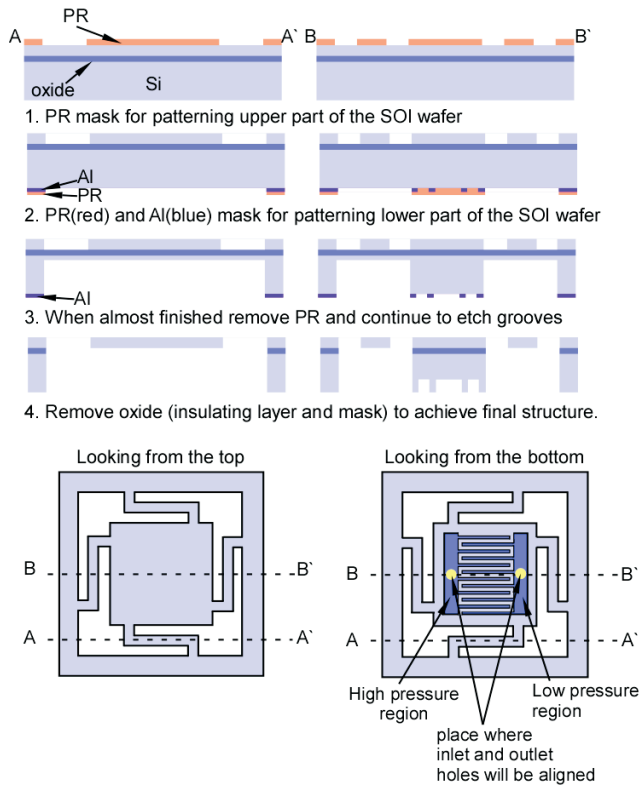 PR
A A` B B`
oxide Si
1. PR mask for patterning upper part of the SOI wafer
Al
PR
2. PR(red) and Al(blue) mask for patterning lower part of the SOI wafer
Al
3. When almost finished remove PR and continue to etch grooves
4. Remove oxide (insulating layer and mask) to achieve final structure.
Looking from the top Looking from the bottom
B B` B B`
A A` A A`
High pressure
region
Low pressure
region
place where
inlet and outlet
holes will be aligned